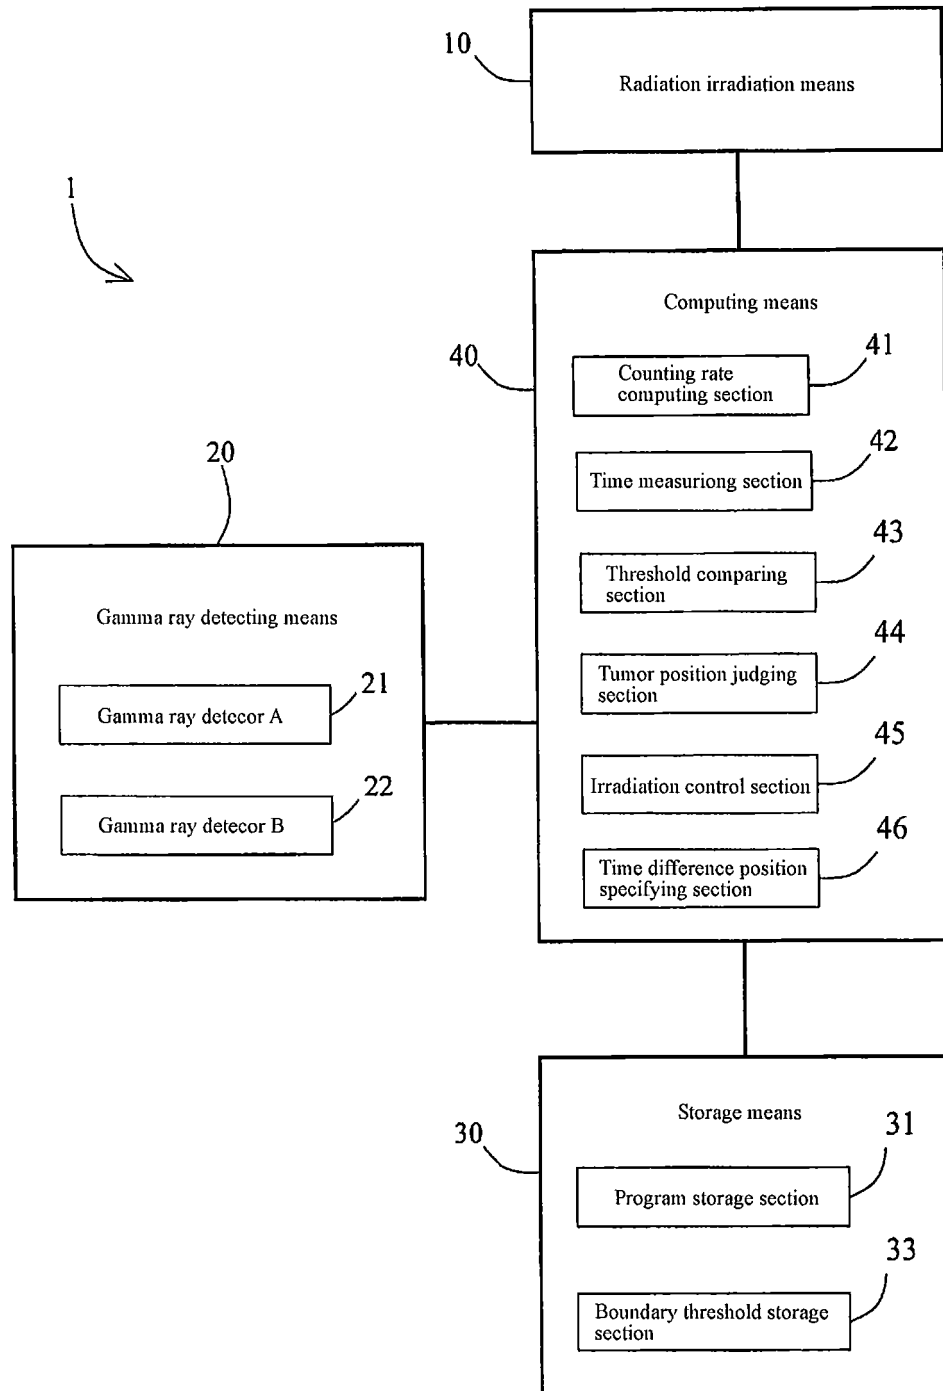 10
Radiation irradiation means
1
Computing means
40
41
Counting rate
computing section
42
Time measuriong section
43
Threshold comparing
section
44
Tumor position judging
section
45
Irradiation control section
46
Time difference position
specifying section
20
Gamma ray detecting means
21
Gamma ray detecor A
22
Gamma ray detecor B
30
Storage means
31
Program storage section
33
Boundary threshold storage
section